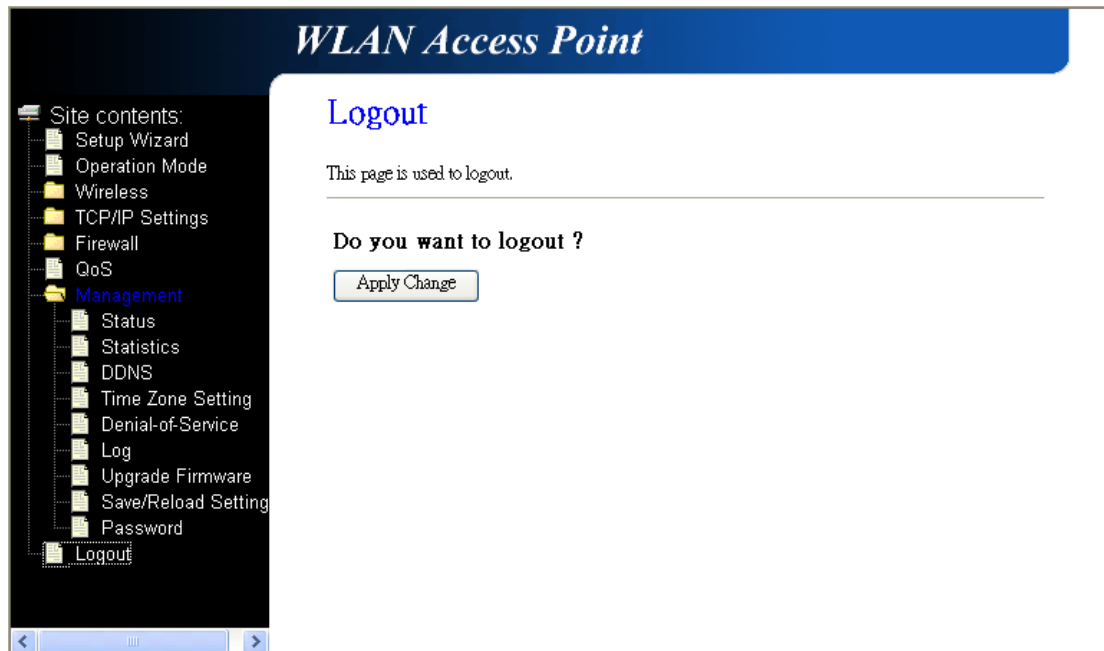 WLAN Access Point
Site contents:
Setup Wizard
Operation Mode
Wireless
TCP/IP Settings
Firewall
QoS
Management
Status
Statistics
DDNS
Time Zone Setting
Denial-of-Service
Log
Upgrade Firmware
Save/Reload Setting
Password
Logout
Logout
This page is used to logout.
Do you want to logout ?
Apply Change